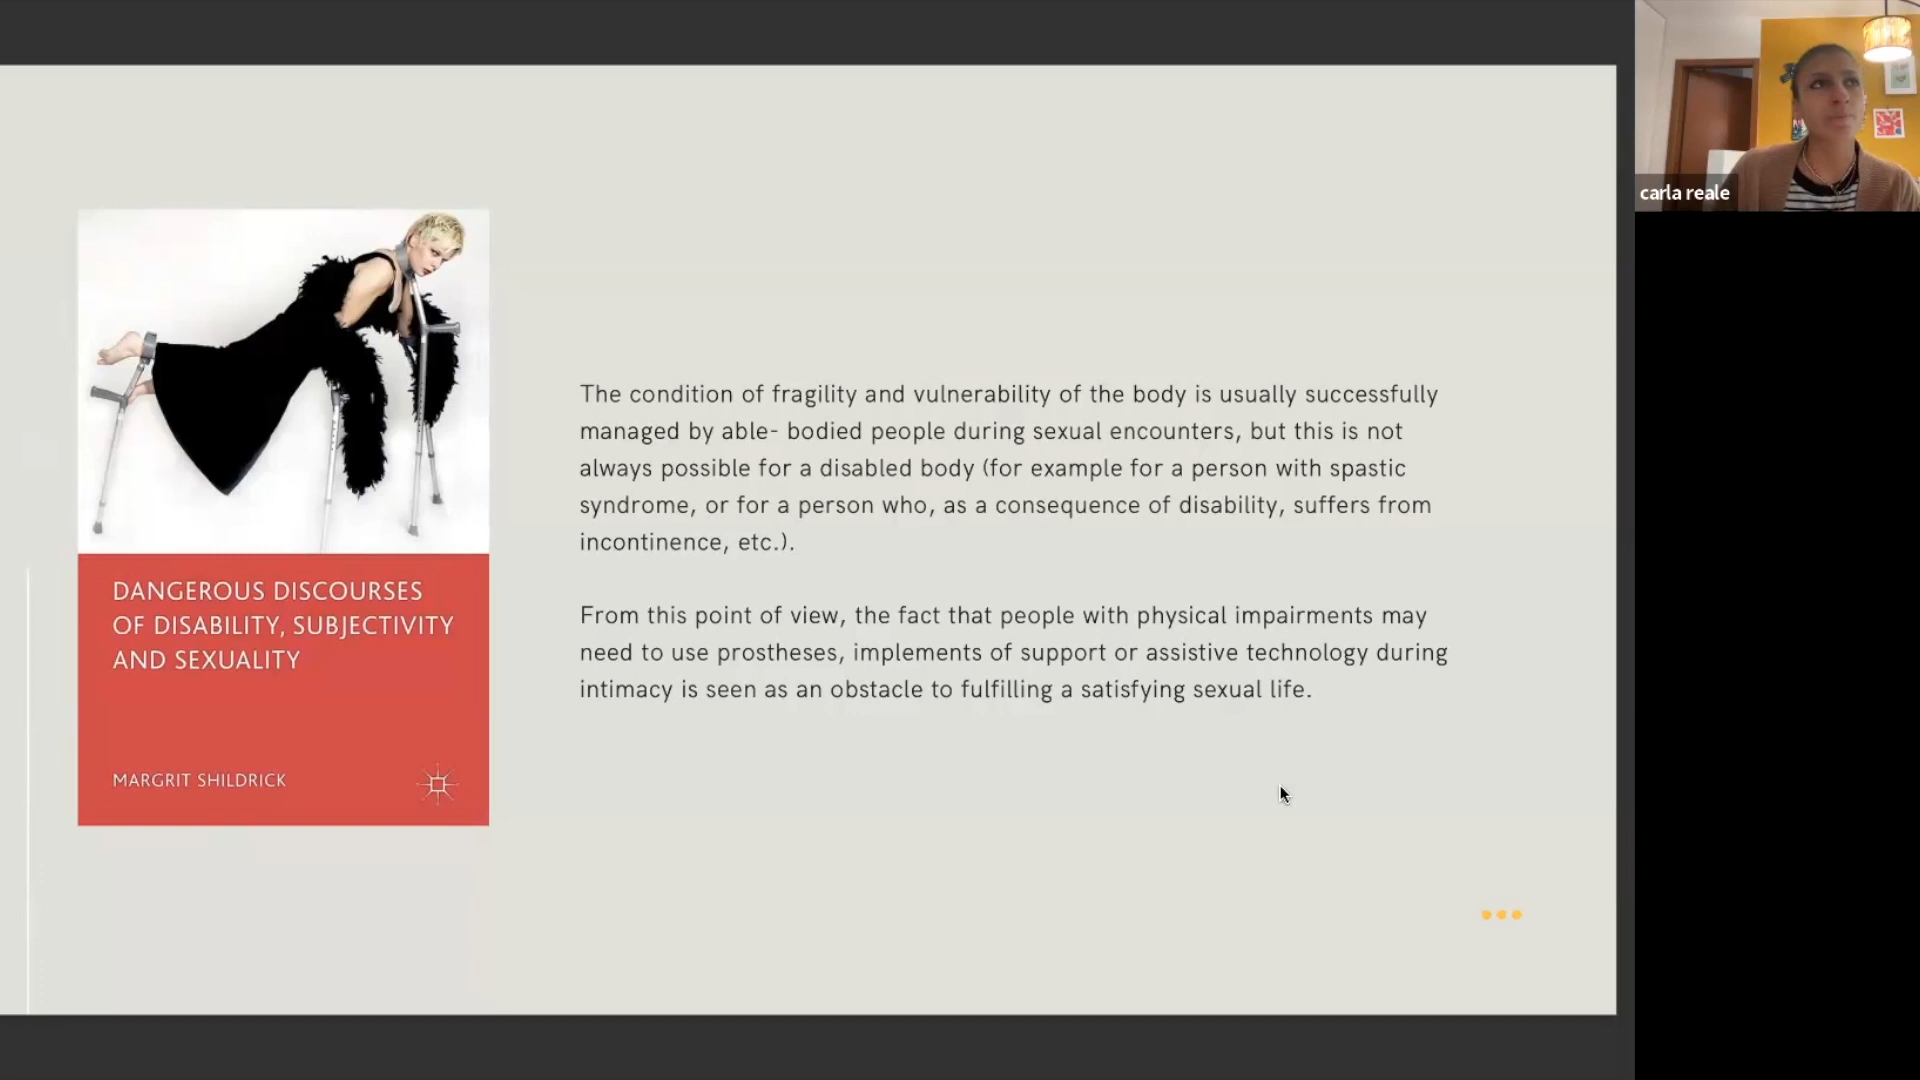 carla reale
DANGEROUS DISCOURSES
OF DISABILITY, SUBJECTIVITY
AND SEXUALITY
MARGRIT SHILDRICK
The condition of fragility and vulnerability of the body is usually successfully
managed by able- bodied people during sexual encounters, but this is not
always possible for a disabled body (for example for a person with spastic
syndrome, or for a person who, as a consequence of disability, suffers from
incontinence, etc.).
From this point of view, the fact that people with physical impairments may
need to use prostheses, implements of support or assistive technology during
intimacy is seen as an obstacle to fulfilling a satisfying sexual life.